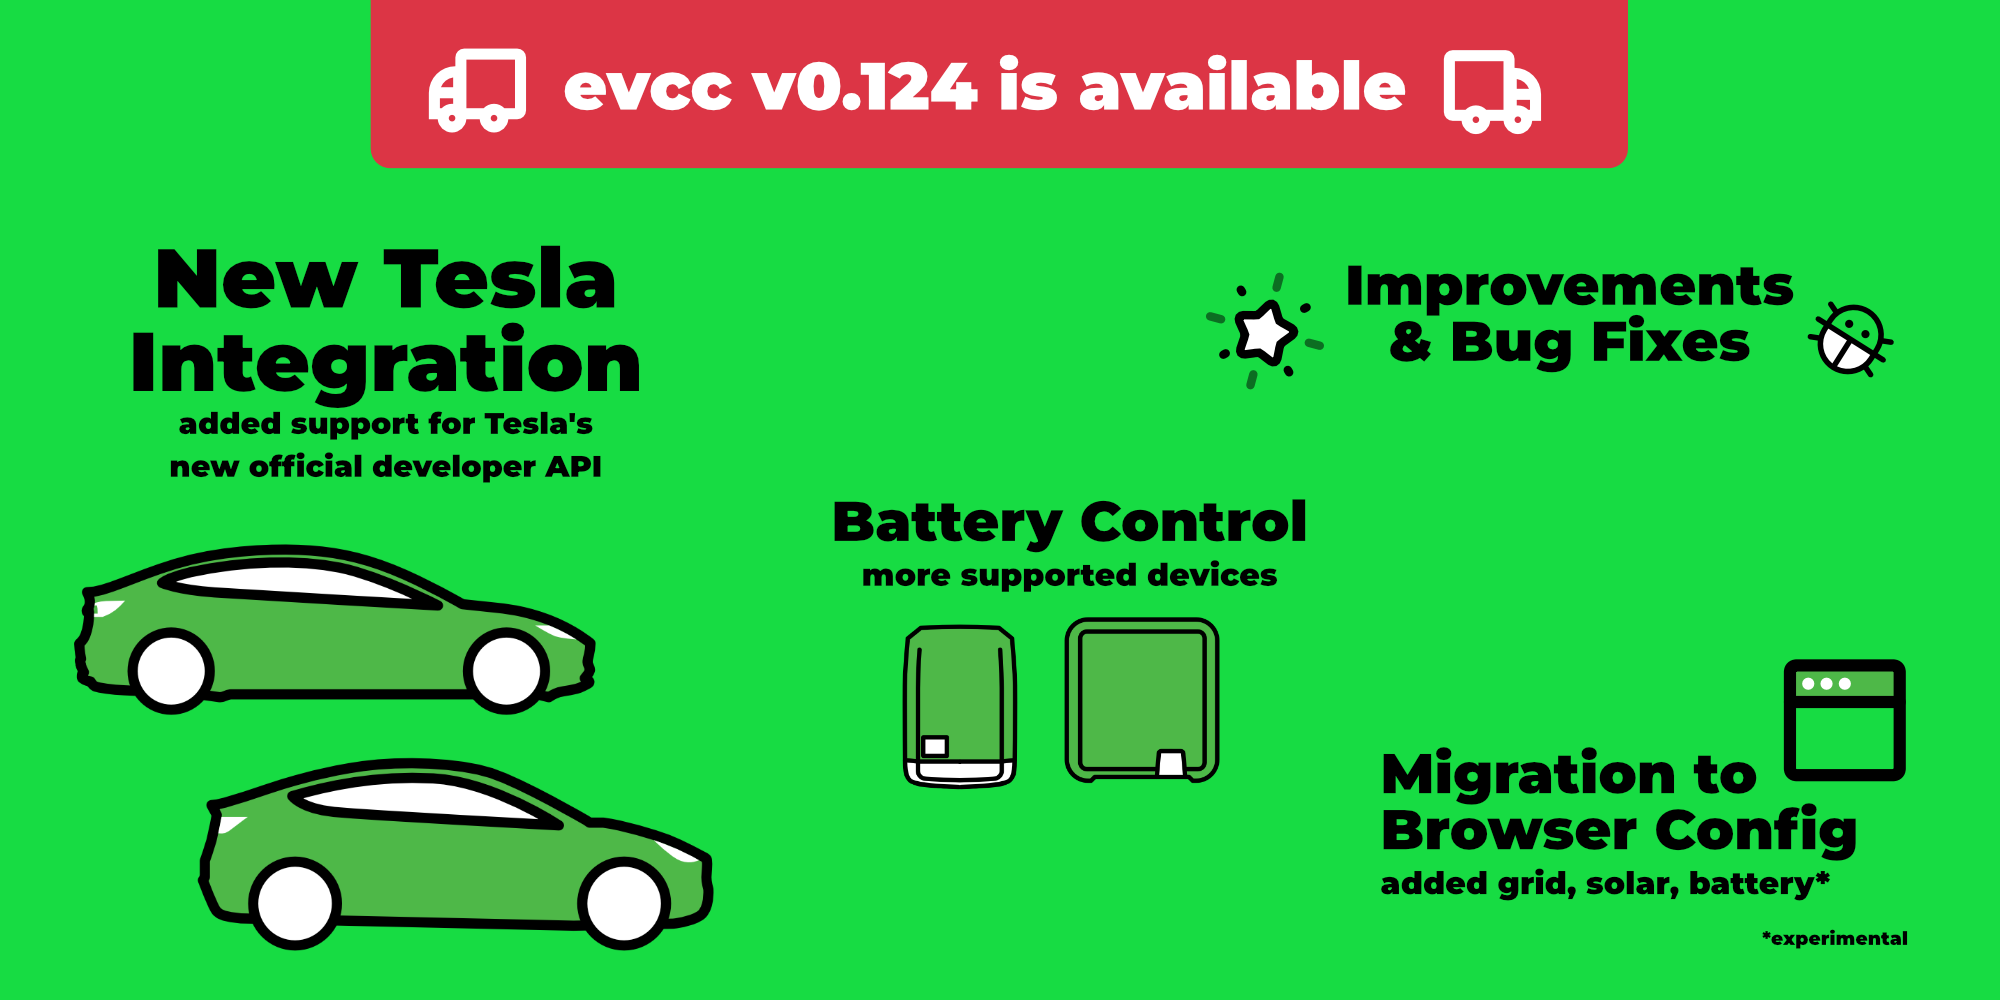 evcc v0.124 is available
New Tesla
Integration
added support for Tesla's
new official developer API
Improvements
& Bug Fixes
Battery Control
more supported devices
Migration to
Browser Config
added grid, solar, battery*
*experimental